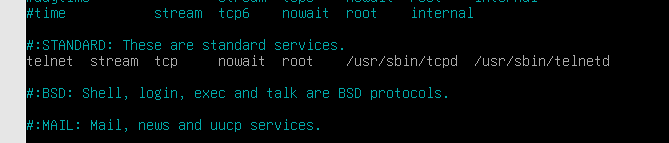 #time stream tcp6 nowait root internal
#:STANDARD: These are standard services.
telnet stream tcp nowait root /usr/sbin/tcpd /usr/sbin/telnetd
#:BSD: Shell, login, exec and talk are BSD protocols.
#:MAIL: Mail, news and uucp services.